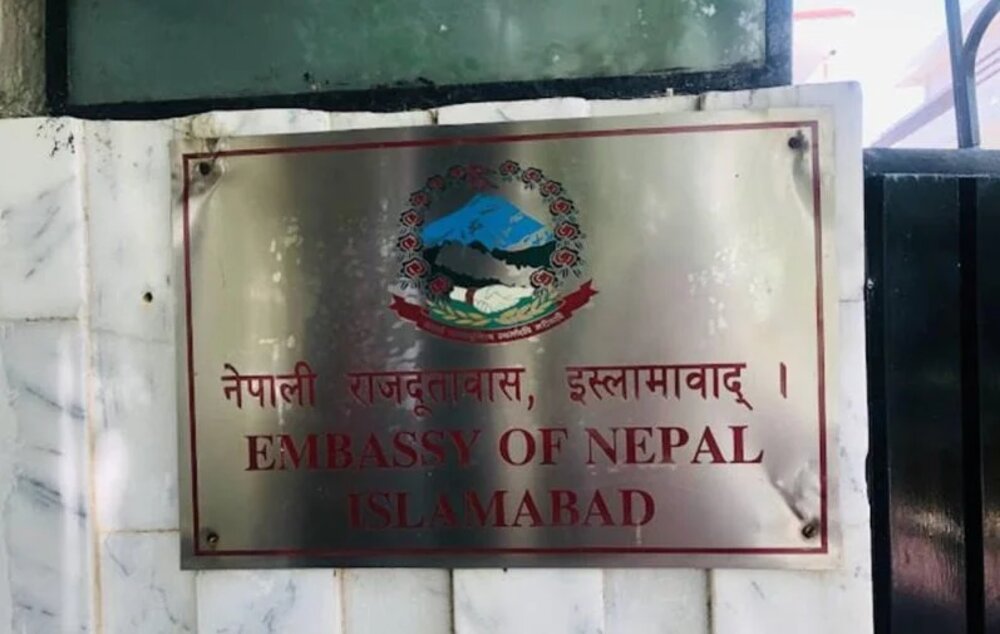 नेपाली राजदूतावास, इस्लामावाद् ।
EMBASSY OF NEPAL
ISLAMABAD